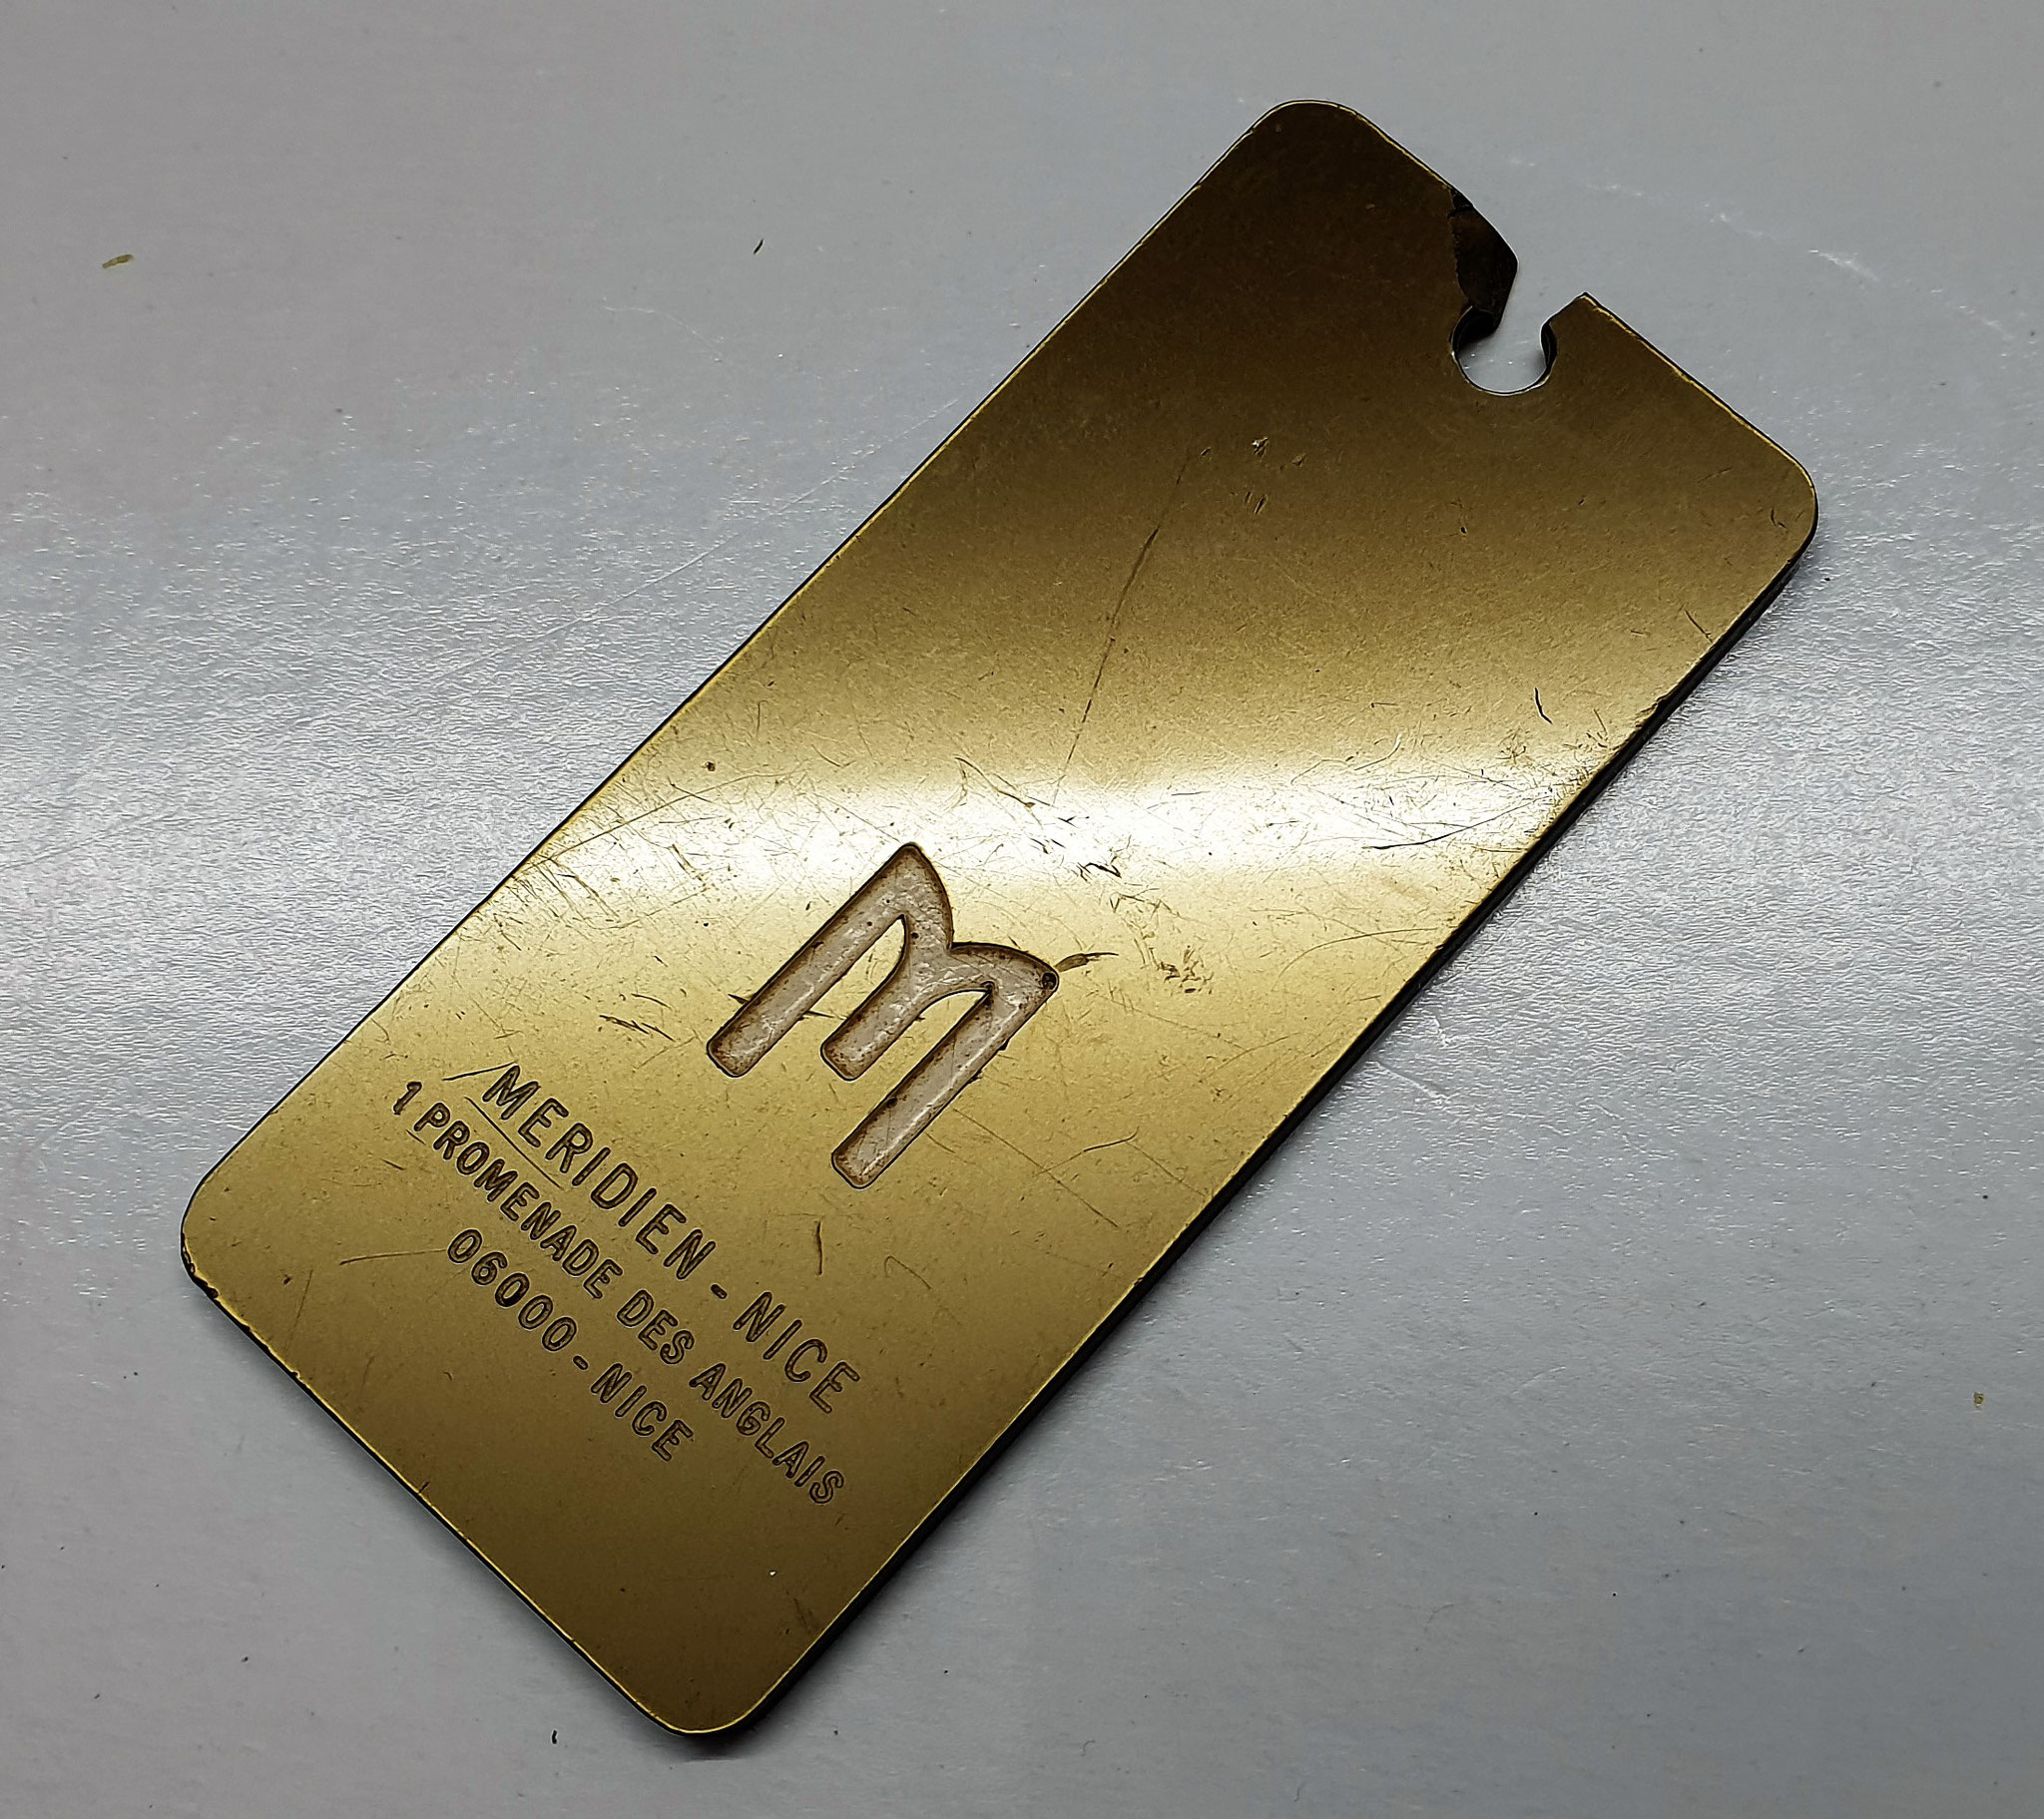 m
MERIDIEN - NICE
1 PROMENADE DES ANGLAIS
06000 - NICE